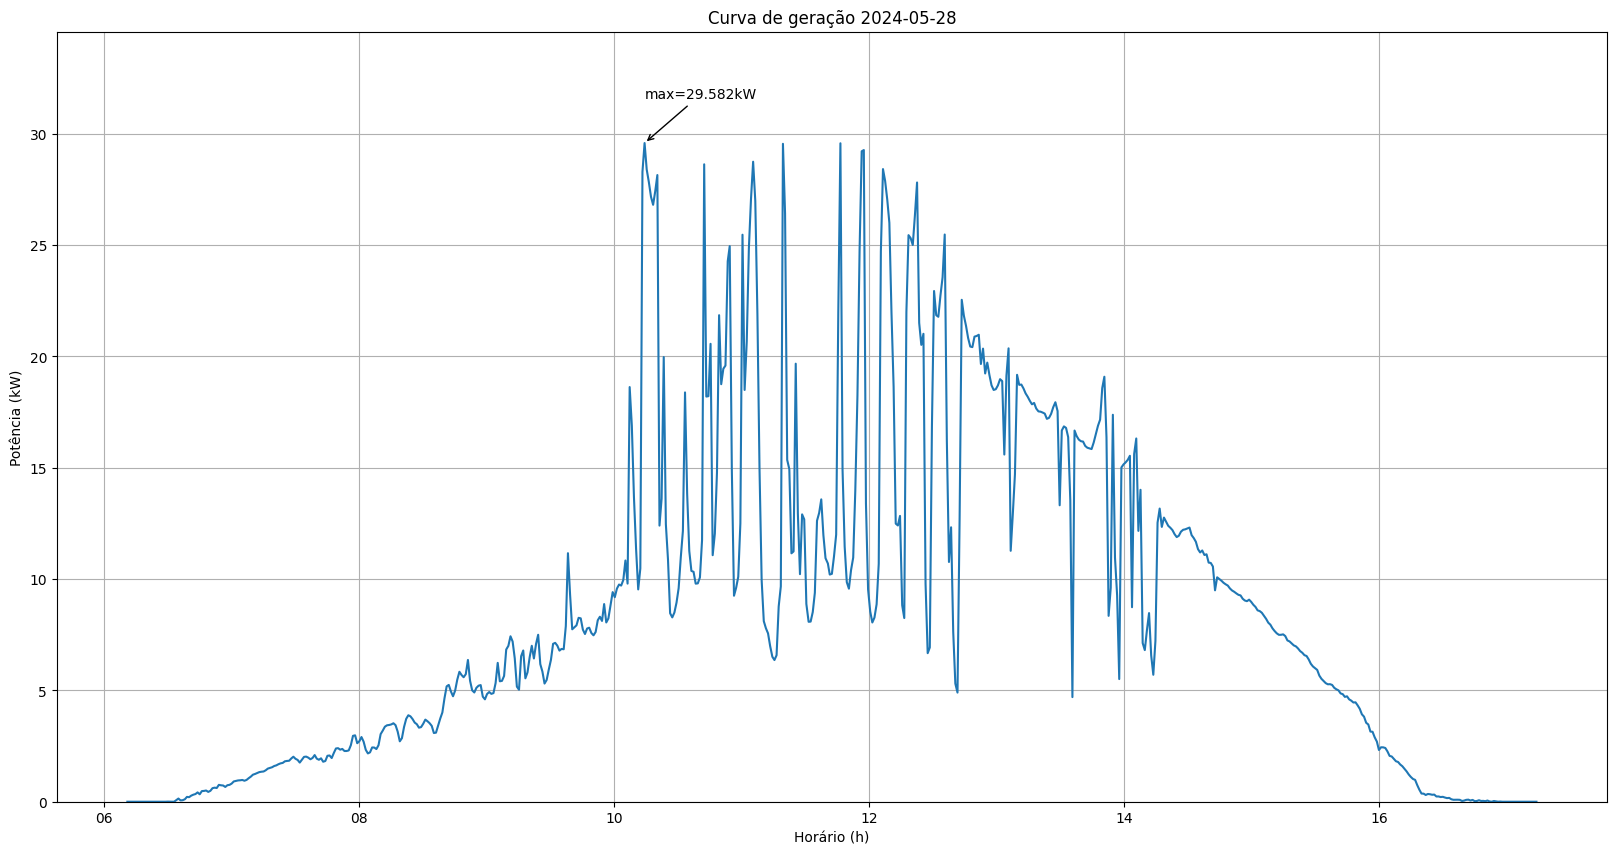 Curva de geração 2024-05-28
max=29.582kW
30
25
20
15
10
5
0
Potência (kW)
06 08 10 12 14 16
Horário (h)